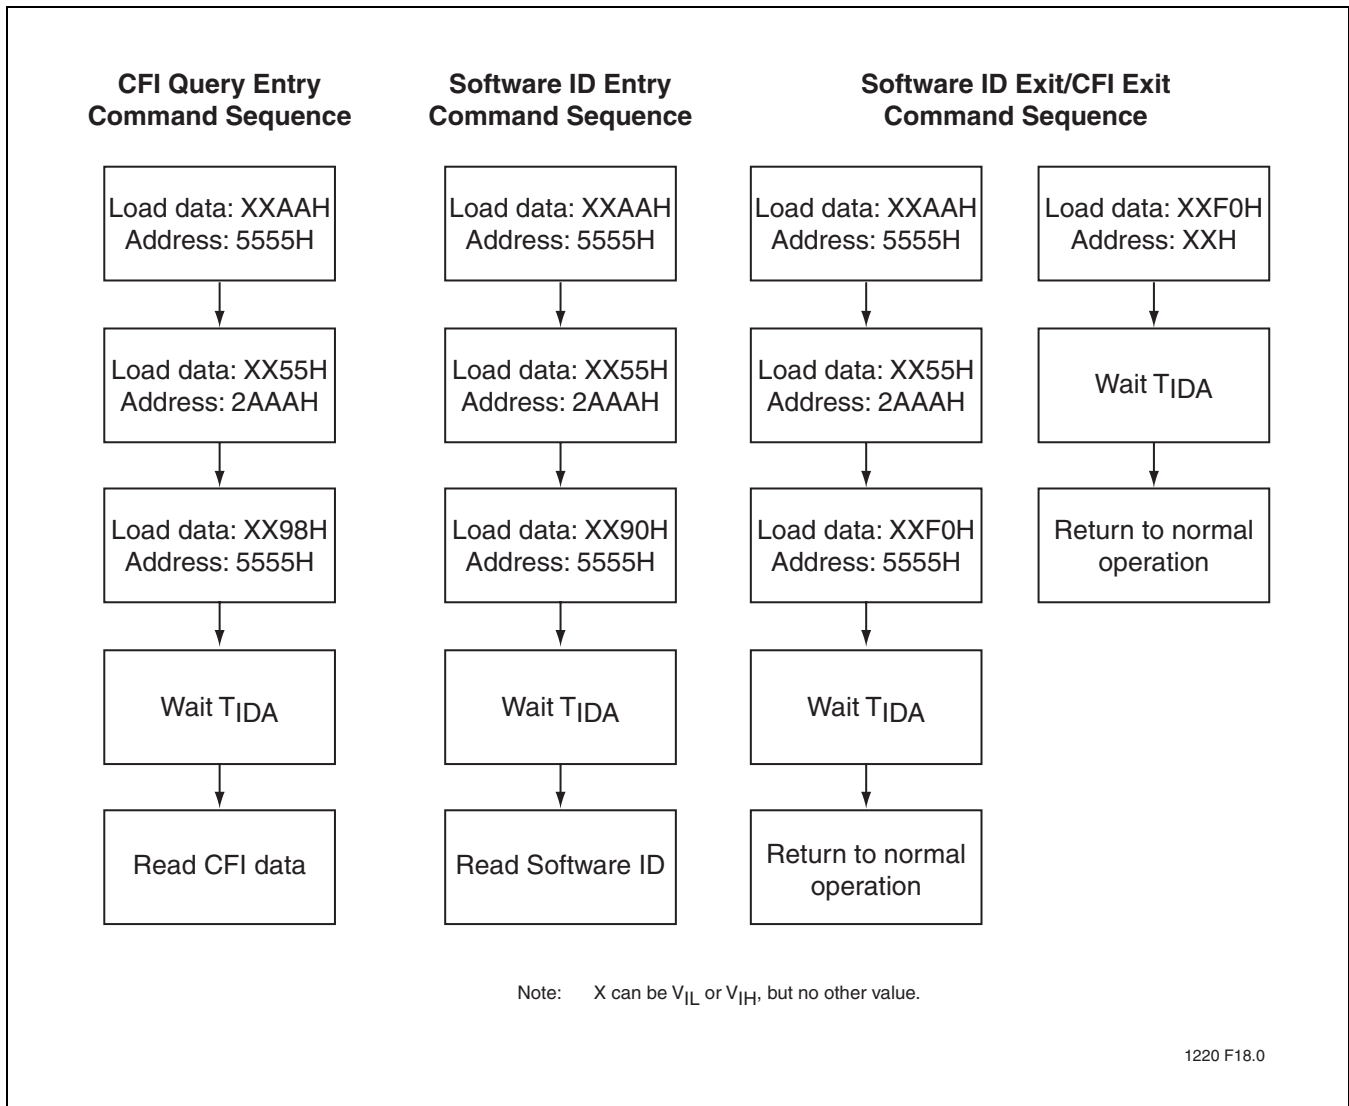 CFI Query Entry
Command Sequence
Load data: XXAAH
Address: 5555H
Load data: XX55H
Address: 2AAAH
Load data: XX98H
Address: 5555H
Wait TIDA
Read CFI data
Software ID Entry
Command Sequence
Load data: XXAAH
Address: 5555H
Load data: XX55H
Address: 2AAAH
Load data: XX90H
Address: 5555H
Wait TIDA
Read Software ID
Software ID Exit/CFI Exit
Command Sequence
Load data: XXAAH
Address: 5555H
Load data: XX55H
Address: 2AAAH
Load data: XXF0H
Address: 5555H
Wait TIDA
Return to normal
operation
Load data: XXF0H
Address: XXH
Wait TIDA
Return to normal
operation
Note: X can be VIL or VIH, but no other value.
1220 F18.0